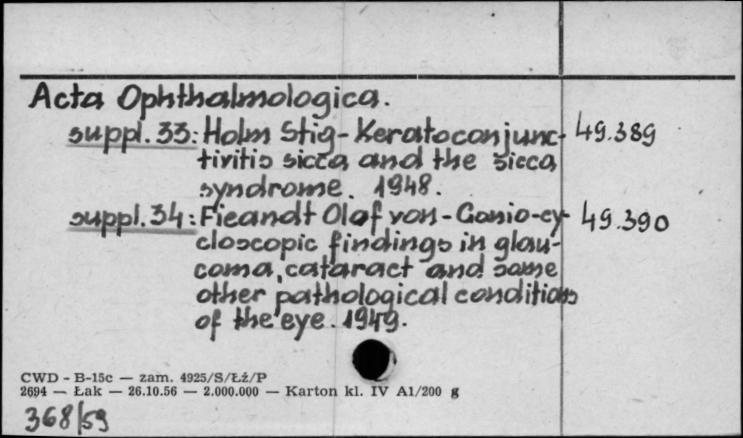 Acta Ophthalmologica.
suppl. 33: Holm Stig - Keratoconjunc- 49.389
tivitis sicca and the sicca
syndrome. 1948.
suppl. 34: Fieandt Olof von - Gonio-cy- 49.390
closcopic findings in glau-
coma, cataract and some
other pathological conditions
of the eye. 1949.
CWD - B-15c — zam. 4925/S/Łź/P
2694 — Łak — 26.10.56 — 2.000.000 — Karton kl. IV A1/200 g
368/59